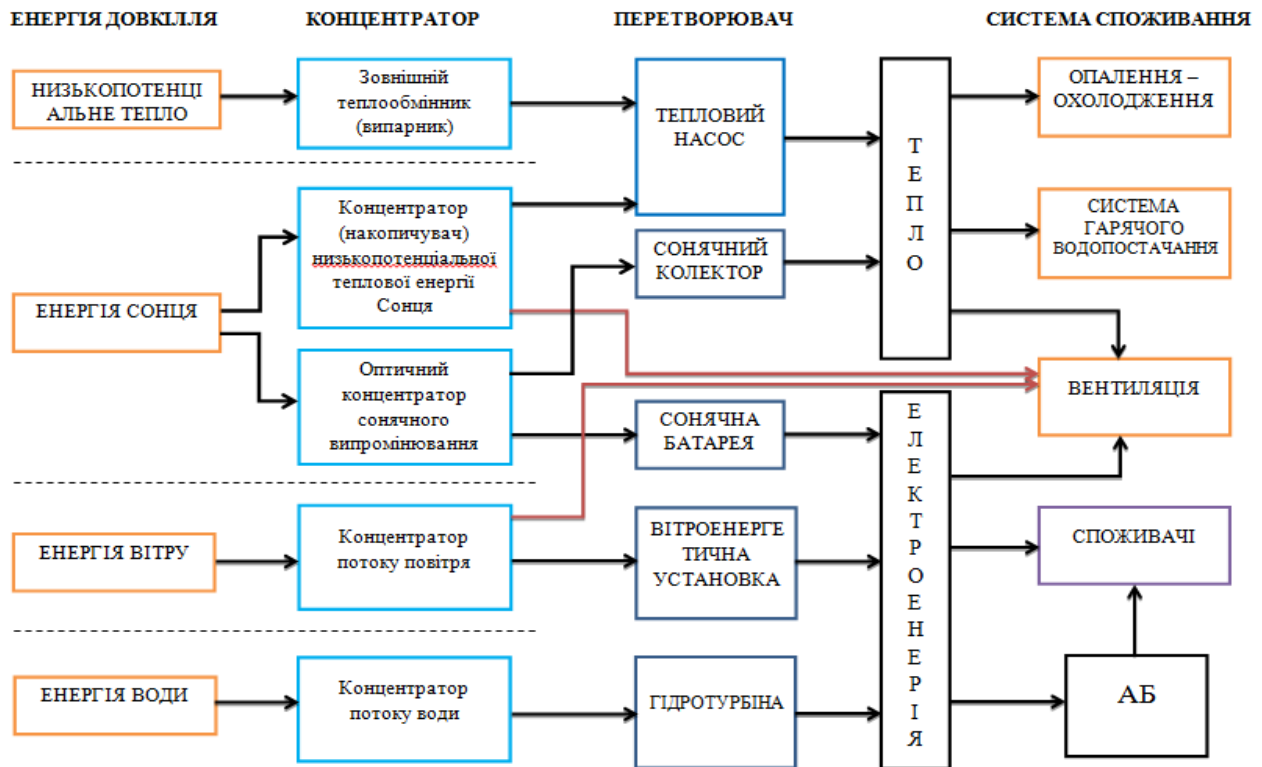 ЕНЕРГІЯ ДОВКІЛЛЯ
КОНЦЕНТРАТОР
ПЕРЕТВОРЮВАЧ
СИСТЕМА СПОЖИВАННЯ
НИЗЬКОПОТЕНЦІ
АЛЬНЕ ТЕПЛО
Зовнішній
теплообмінник
(випарник)
ТЕПЛОВИЙ
НАСОС
ТЕПЛО
ОПАЛЕННЯ –
ОХОЛОДЖЕННЯ
ЕНЕРГІЯ СОНЦЯ
Концентратор
(накопичувач)
низькопотенціальної
теплової енергії
Сонця
СОНЯЧНИЙ
КОЛЕКТОР
СИСТЕМА
ГАРЯЧОГО
ВОДОПОСТАЧАННЯ
Оптичний
концентратор
сонячного
випромінювання
СОНЯЧНА
БАТАРЕЯ
ЕЛЕКТРОЕНЕРІЯ
ВЕНТИЛЯЦІЯ
ЕНЕРГІЯ ВІТРУ
Концентратор
потоку повітря
ВІТРОЕНЕРГЕ
ТИЧНА
УСТАНОВКА
СПОЖИВАЧІ
ЕНЕРГІЯ ВОДИ
Концентратор
потоку води
ГІДРОТУРБІНА
АБ